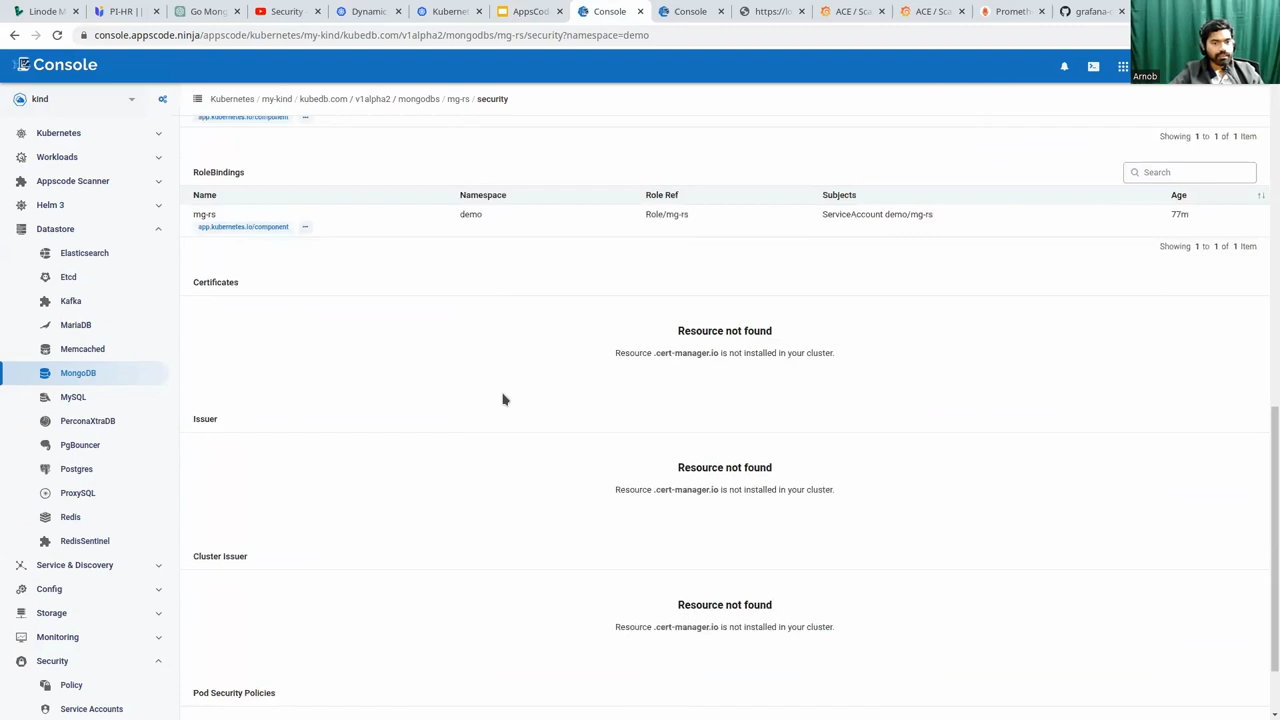 Linode M
PI-HR ||
Go Mong
Security
Dynamic
Kubernet
AppsCod
Console
Console
https://lo
ACE / Sca
ACE / Sca
Prometh
grafana-
console.appscode.ninja/appscode/kubernetes/my-kind/kubedb.com/v1alpha2/mongodbs/mg-rs/security?namespace=demo
Arnob
Console
kind
Kubernetes / my-kind / kubedb.com / v1alpha2 / mongodbs / mg-rs / security
Kubernetes
Workloads
Appscode Scanner
Helm 3
Datastore
Elasticsearch
Etcd
Kafka
MariaDB
Memcached
MongoDB
MySQL
PerconaXtraDB
PgBouncer
Postgres
ProxySQL
Redis
RedisSentinel
Service & Discovery
Config
Storage
Monitoring
Security
Policy
Service Accounts
app.kubernetes.io/component ...
Showing 1 to 1 of 1 Item
RoleBindings
Search
Name Namespace Role Ref Subjects Age
mg-rs demo Role/mg-rs ServiceAccount demo/mg-rs 77m
app.kubernetes.io/component ...
Showing 1 to 1 of 1 Item
Certificates
Resource not found
Resource .cert-manager.io is not installed in your cluster.
Issuer
Resource not found
Resource .cert-manager.io is not installed in your cluster.
Cluster Issuer
Resource not found
Resource .cert-manager.io is not installed in your cluster.
Pod Security Policies